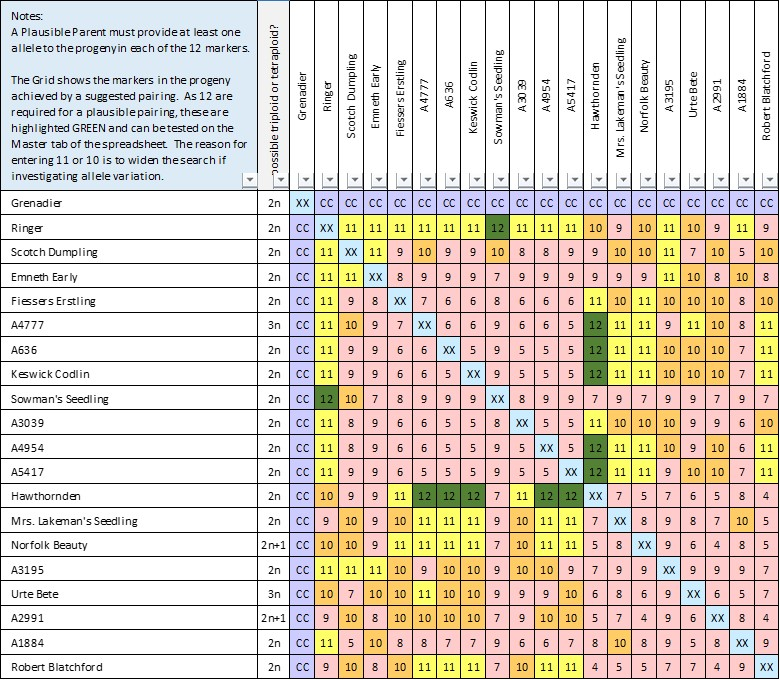 Notes:
A Plausible Parent must provide at least one
allele to the progeny in each of the 12 markers.
The Grid shows the markers in the progeny
achieved by a suggested pairing. As 12 are
required for a plausible pairing, these are
highlighted GREEN and can be tested on the
Master tab of the spreadsheet. The reason for
entering 11 or 10 is to widen the search if
investigating allele variation.
possible triploid or tetraploid?
Grenadier
Ringer
Scotch Dumpling
Emneth Early
Fiessers Erstling
A4777
A636
Keswick Codlin
Sowman's Seedling
A3039
A4954
A5417
Hawthornden
Mrs. Lakeman's Seedling
Norfolk Beauty
A3195
Urte Bete
A2991
A1884
Robert Blatchford
Grenadier 2n XX CC CC CC CC CC CC CC CC CC CC CC CC CC CC CC CC CC CC CC
Ringer 2n CC XX 11 11 11 11 11 11 12 11 11 11 10 9 10 11 10 9 11 9
Scotch Dumpling 2n CC 11 XX 11 9 10 9 9 10 8 8 9 9 10 10 11 7 10 5 10
Emneth Early 2n CC 11 11 XX 8 9 9 9 7 9 9 9 9 9 9 11 10 8 10 8
Fiessers Erstling 2n CC 11 9 8 XX 7 6 6 8 6 6 6 11 10 11 10 10 10 8 10
A4777 3n CC 11 10 9 7 XX 6 6 9 6 6 6 12 11 11 9 11 10 8 11
A636 2n CC 11 9 9 6 6 XX 5 9 5 5 5 12 11 11 10 10 10 7 11
Keswick Codlin 2n CC 11 9 9 6 6 5 XX 9 5 5 5 12 11 11 10 10 10 7 11
Sowman's Seedling 2n CC 12 10 7 8 9 9 9 XX 8 9 9 7 9 7 9 7 9 9 7
A3039 2n CC 11 8 9 6 6 5 5 8 XX 5 5 11 10 10 10 9 9 6 10
A4954 2n CC 11 8 9 6 6 5 5 9 5 XX 5 12 11 11 10 9 10 6 11
A5417 2n CC 11 9 9 6 6 5 5 9 5 5 XX 12 11 11 9 10 10 7 11
Hawthornden 2n CC 10 9 9 11 12 12 12 7 11 12 12 XX 7 5 7 6 5 8 4
Mrs. Lakeman's Seedling 2n CC 9 10 9 10 11 11 11 9 10 11 11 7 XX 8 9 8 7 10 5
Norfolk Beauty 2n+1 CC 10 10 9 11 11 11 11 7 10 11 11 5 8 XX 9 6 4 8 5
A3195 2n CC 11 11 11 10 9 10 10 9 10 10 9 7 9 9 XX 9 9 9 7
Urte Bete 3n CC 10 7 10 10 11 10 10 7 9 9 10 6 8 6 9 XX 6 5 7
A2991 2n+1 CC 9 10 8 10 10 10 10 9 9 10 10 5 7 4 9 6 XX 8 4
A1884 2n CC 11 5 10 8 8 7 7 9 6 6 7 8 10 8 9 5 8 XX 9
Robert Blatchford 2n CC 9 10 8 10 11 11 11 7 10 11 11 4 5 5 7 7 4 9 XX